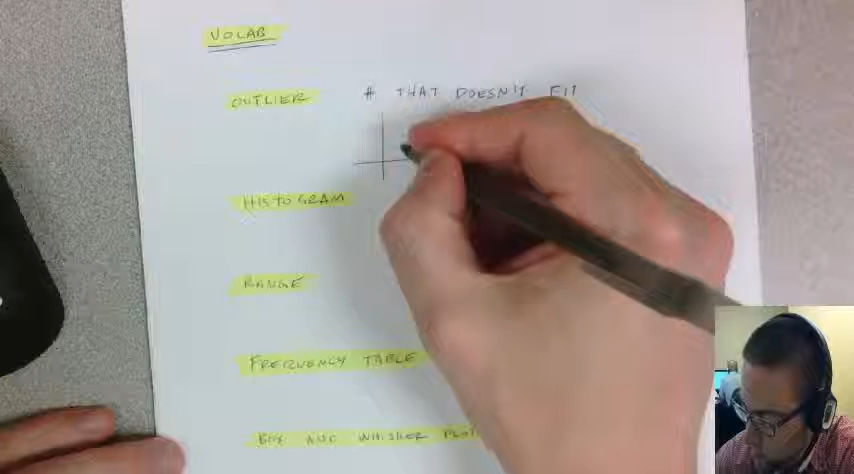 VOCAB
OUTLIER # THAT DOESN'T FIT
HISTOGRAM
RANGE
FREQUENCY TABLE
BOX AND WHISKER PLOT